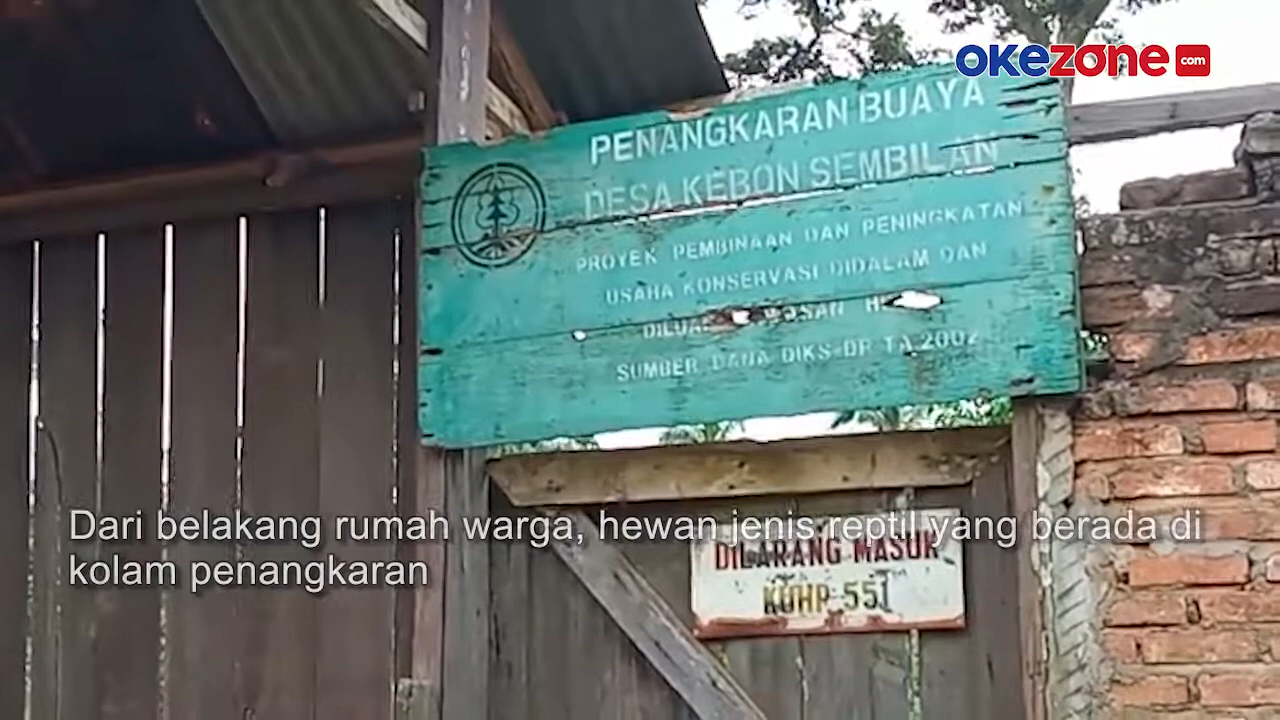 okezone.com
PENANGKARAN BUAYA
DESA KEBON SEMBILAN
PROYEK PEMBINAAN DAN PENINGKATAN
USAHA KONSERVASI DIDALAM DAN
SUMBER DANA DIKS-DR TA 2002
Dari belakang rumah warga, hewan jenis reptil yang berada di
kolam penangkaran
DILARANG MASUK
KUHP 551